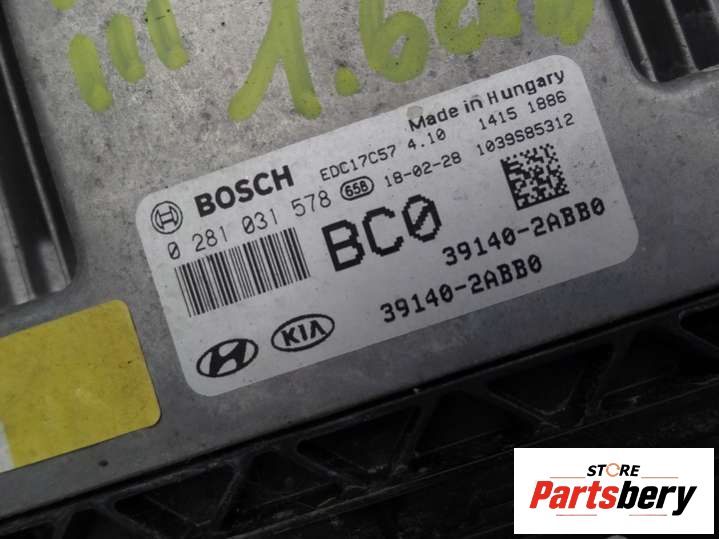 1.6crdi
Made in Hungary
BOSCH
EDC17C57 4.10 1415 1886
0 281 031 578 65B 18-02-28 1039S85312
BC0
39140-2ABB0
39140-2ABB0
KIA
STORE
Partsbery